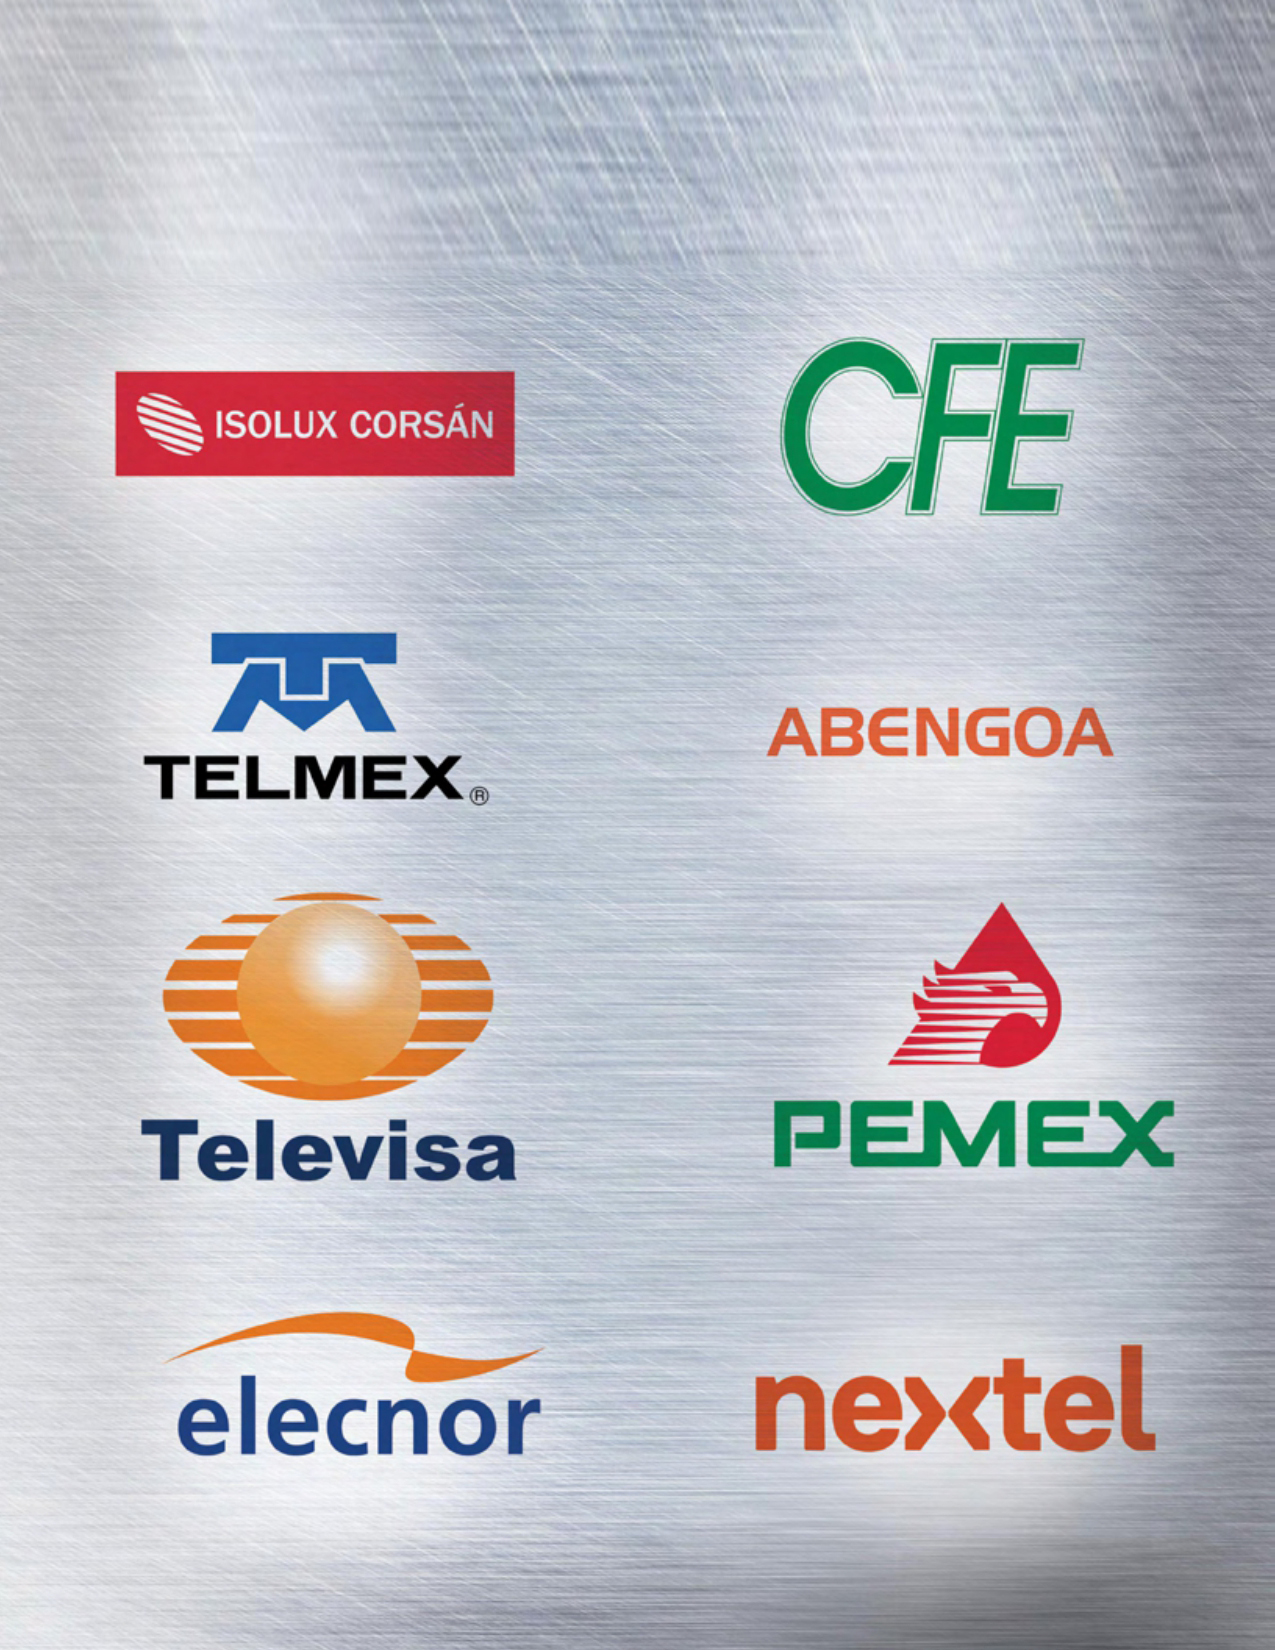 ISOLUX CORSÁN
CFE
TELMEX®
ABENGOA
Televisa
PEMEX
elecnor
nextel